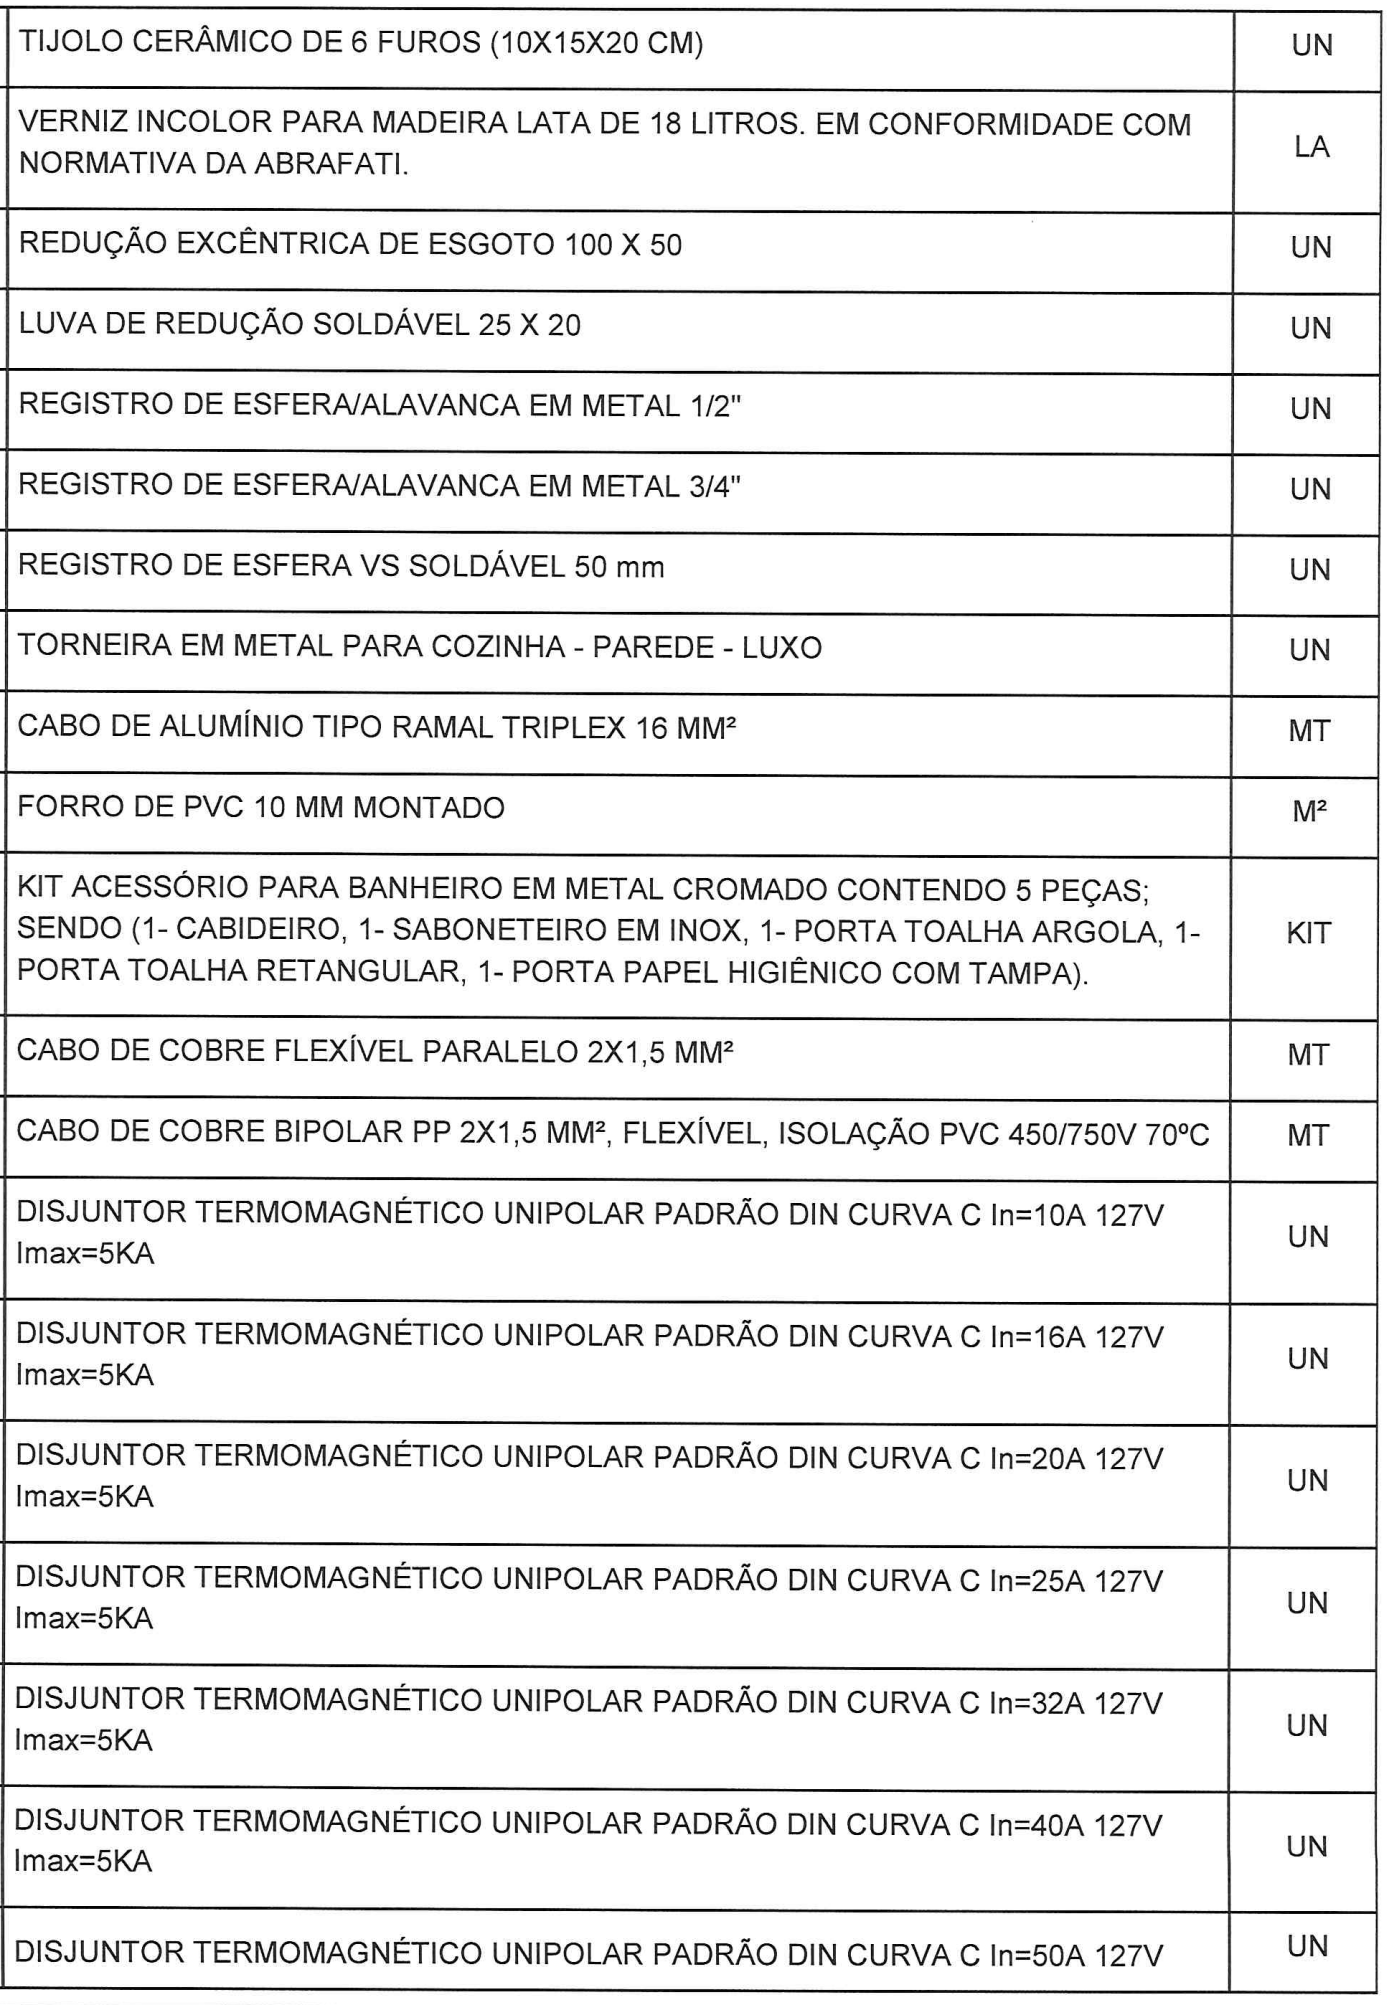 TIJOLO CERÂMICO DE 6 FUROS (10X15X20 CM) UN
VERNIZ INCOLOR PARA MADEIRA LATA DE 18 LITROS. EM CONFORMIDADE COM
NORMATIVA DA ABRAFATI. LA
REDUÇÃO EXCÊNTRICA DE ESGOTO 100 X 50 UN
LUVA DE REDUÇÃO SOLDÁVEL 25 X 20 UN
REGISTRO DE ESFERA/ALAVANCA EM METAL 1/2" UN
REGISTRO DE ESFERA/ALAVANCA EM METAL 3/4" UN
REGISTRO DE ESFERA VS SOLDÁVEL 50 mm UN
TORNEIRA EM METAL PARA COZINHA - PAREDE - LUXO UN
CABO DE ALUMÍNIO TIPO RAMAL TRIPLEX 16 MM² MT
FORRO DE PVC 10 MM MONTADO M²
KIT ACESSÓRIO PARA BANHEIRO EM METAL CROMADO CONTENDO 5 PEÇAS;
SENDO (1- CABIDEIRO, 1- SABONETEIRO EM INOX, 1- PORTA TOALHA ARGOLA, 1- KIT
PORTA TOALHA RETANGULAR, 1- PORTA PAPEL HIGIÊNICO COM TAMPA).
CABO DE COBRE FLEXÍVEL PARALELO 2X1,5 MM² MT
CABO DE COBRE BIPOLAR PP 2X1,5 MM², FLEXÍVEL, ISOLAÇÃO PVC 450/750V 70ºC MT
DISJUNTOR TERMOMAGNÉTICO UNIPOLAR PADRÃO DIN CURVA C In=10A 127V
Imax=5KA UN
DISJUNTOR TERMOMAGNÉTICO UNIPOLAR PADRÃO DIN CURVA C In=16A 127V
Imax=5KA UN
DISJUNTOR TERMOMAGNÉTICO UNIPOLAR PADRÃO DIN CURVA C In=20A 127V
Imax=5KA UN
DISJUNTOR TERMOMAGNÉTICO UNIPOLAR PADRÃO DIN CURVA C In=25A 127V
Imax=5KA UN
DISJUNTOR TERMOMAGNÉTICO UNIPOLAR PADRÃO DIN CURVA C In=32A 127V
Imax=5KA UN
DISJUNTOR TERMOMAGNÉTICO UNIPOLAR PADRÃO DIN CURVA C In=40A 127V
Imax=5KA UN
DISJUNTOR TERMOMAGNÉTICO UNIPOLAR PADRÃO DIN CURVA C In=50A 127V UN